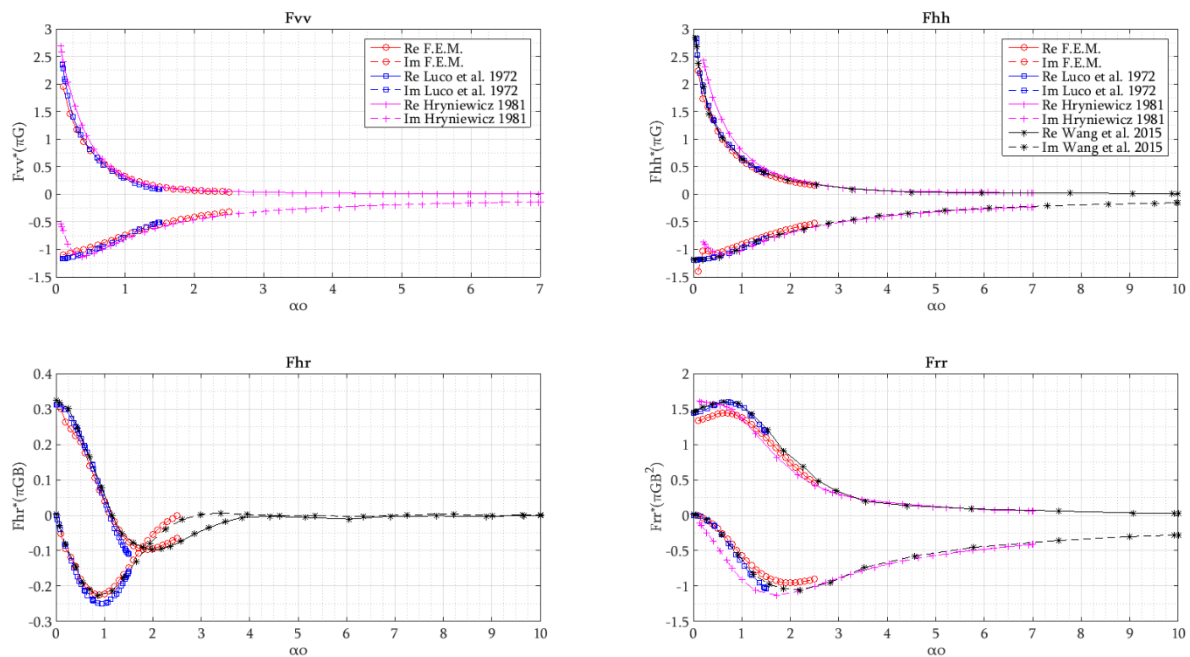 Fvv
3
2.5
2
1.5
1
0.5
0
-0.5
-1
-1.5
Fvv*(πG)
0 1 2 3 4 5 6 7
αo
Re F.E.M.
Im F.E.M.
Re Luco et al. 1972
Im Luco et al. 1972
Re Hryniewicz 1981
Im Hryniewicz 1981
Fhh
3
2.5
2
1.5
1
0.5
0
-0.5
-1
-1.5
Fhh*(πG)
0 1 2 3 4 5 6 7 8 9 10
αo
Re F.E.M.
Im F.E.M.
Re Luco et al. 1972
Im Luco et al. 1972
Re Hryniewicz 1981
Im Hryniewicz 1981
Re Wang et al. 2015
Im Wang et al. 2015
Fhr
0.4
0.3
0.2
0.1
0
-0.1
-0.2
-0.3
Fhr*(πGB)
0 1 2 3 4 5 6 7 8 9 10
αo
Frr
2
1.5
1
0.5
0
-0.5
-1
-1.5
Frr*(πGB²)
0 1 2 3 4 5 6 7 8 9 10
αo